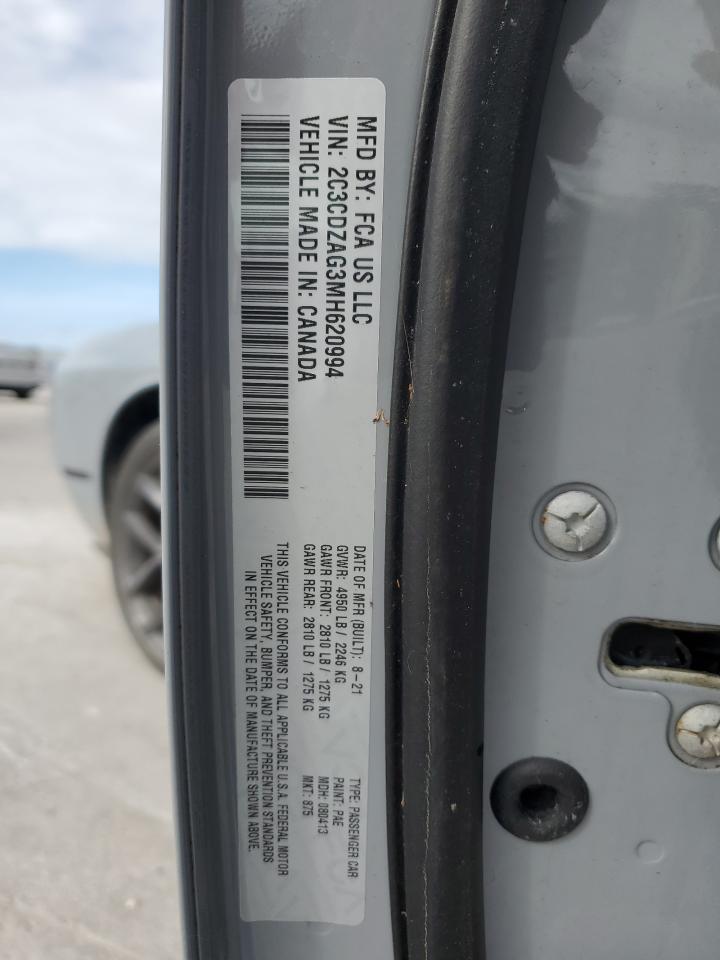 MFD BY: FCA US LLC
VIN: 2C3CDZAG3MH620994
VEHICLE MADE IN: CANADA
DATE OF MFR (BUILT): 8-21
GVWR: 4950 LB / 2246 KG
GAWR FRONT: 2810 LB / 1275 KG
GAWR REAR: 2810 LB / 1275 KG
TYPE: PASSENGER CAR
PAINT: PAE
MDH: 080413
MKT: 875
THIS VEHICLE CONFORMS TO ALL APPLICABLE U.S.A. FEDERAL MOTOR
VEHICLE SAFETY, BUMPER, AND THEFT PREVENTION STANDARDS
IN EFFECT ON THE DATE OF MANUFACTURE SHOWN ABOVE.